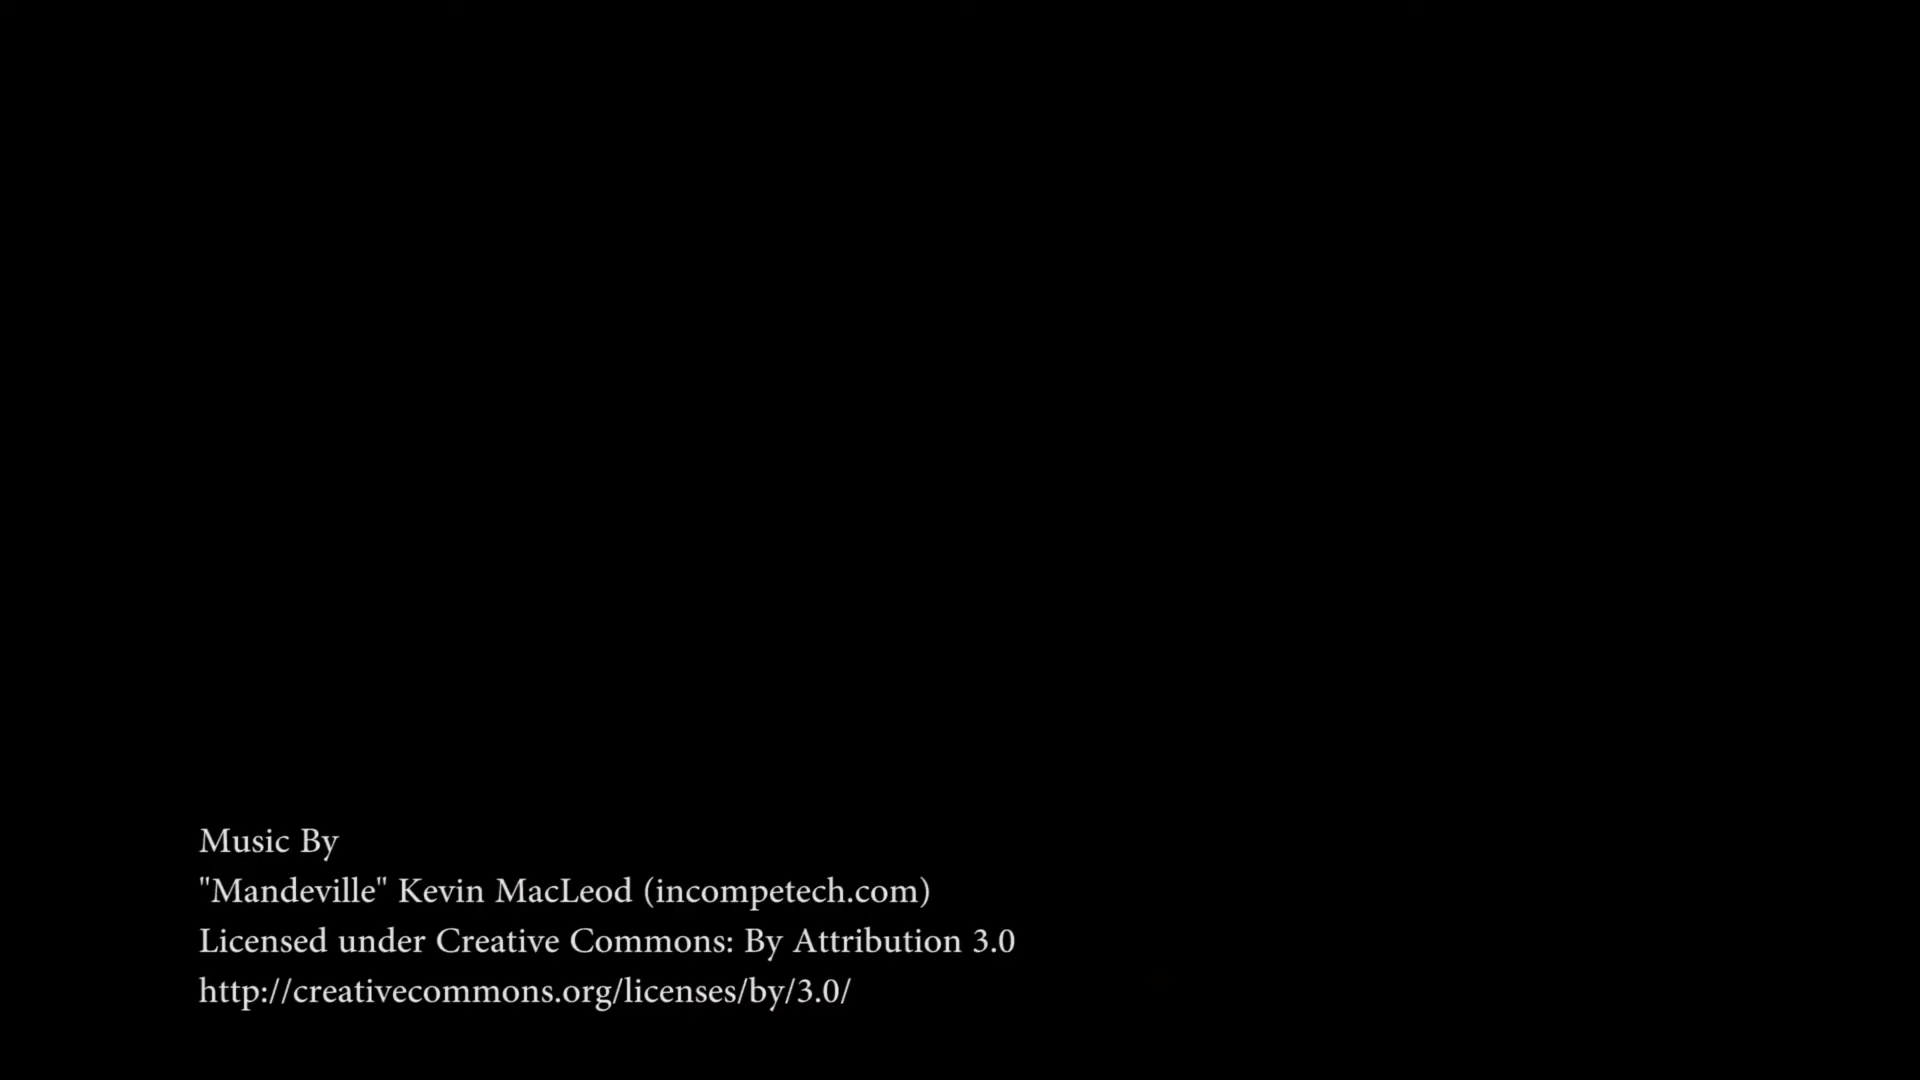 Music By
"Mandeville" Kevin MacLeod (incompetech.com)
Licensed under Creative Commons: By Attribution 3.0
http://creativecommons.org/licenses/by/3.0/